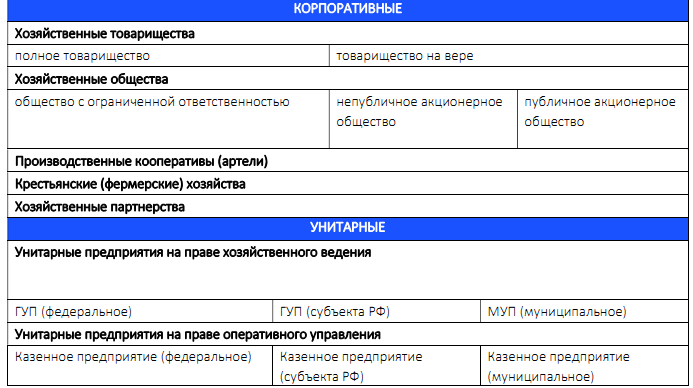 КОРПОРАТИВНЫЕ
Хозяйственные товарищества
полное товарищество
товарищество на вере
Хозяйственные общества
общество с ограниченной ответственностью
непубличное акционерное
общество
публичное акционерное
общество
Производственные кооперативы (артели)
Крестьянские (фермерские) хозяйства
Хозяйственные партнерства
УНИТАРНЫЕ
Унитарные предприятия на праве хозяйственного ведения
ГУП (федеральное)
ГУП (субъекта РФ)
МУП (муниципальное)
Унитарные предприятия на праве оперативного управления
Казенное предприятие (федеральное)
Казенное предприятие
(субъекта РФ)
Казенное предприятие
(муниципальное)